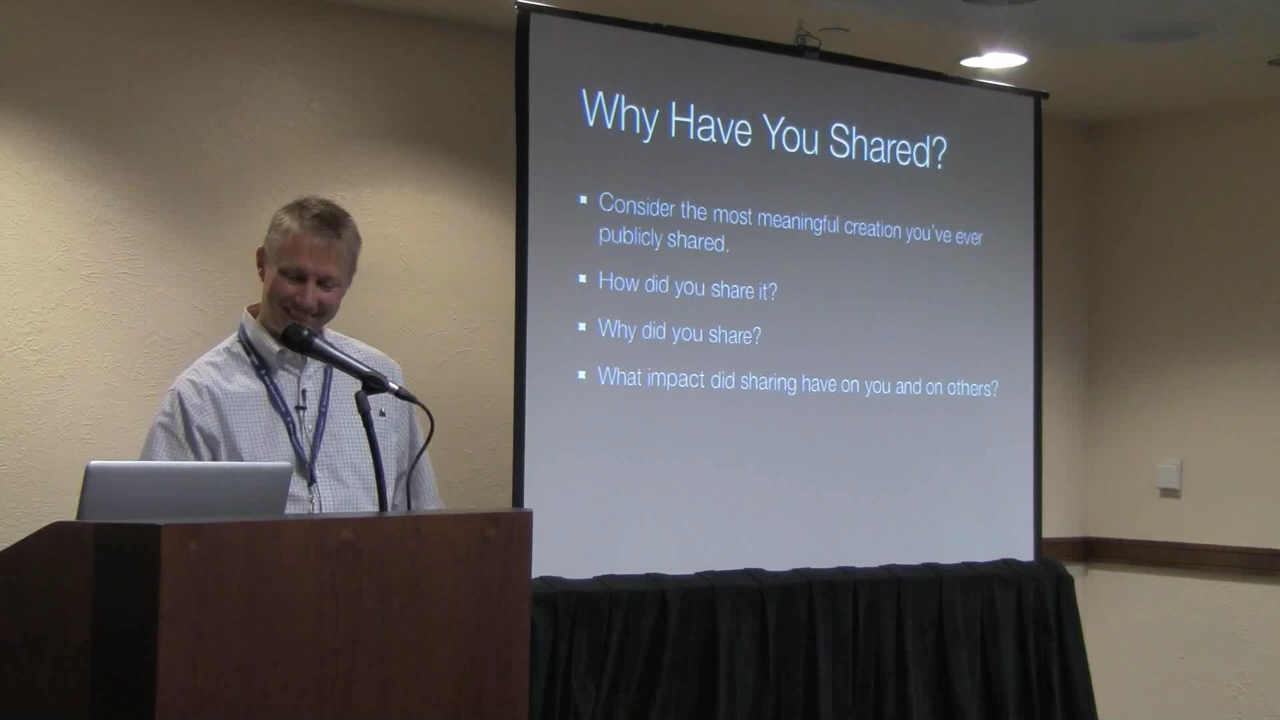 Why Have You Shared?
Consider the most meaningful creation you've ever
publicly shared.
How did you share it?
Why did you share?
What impact did sharing have on you and on others?